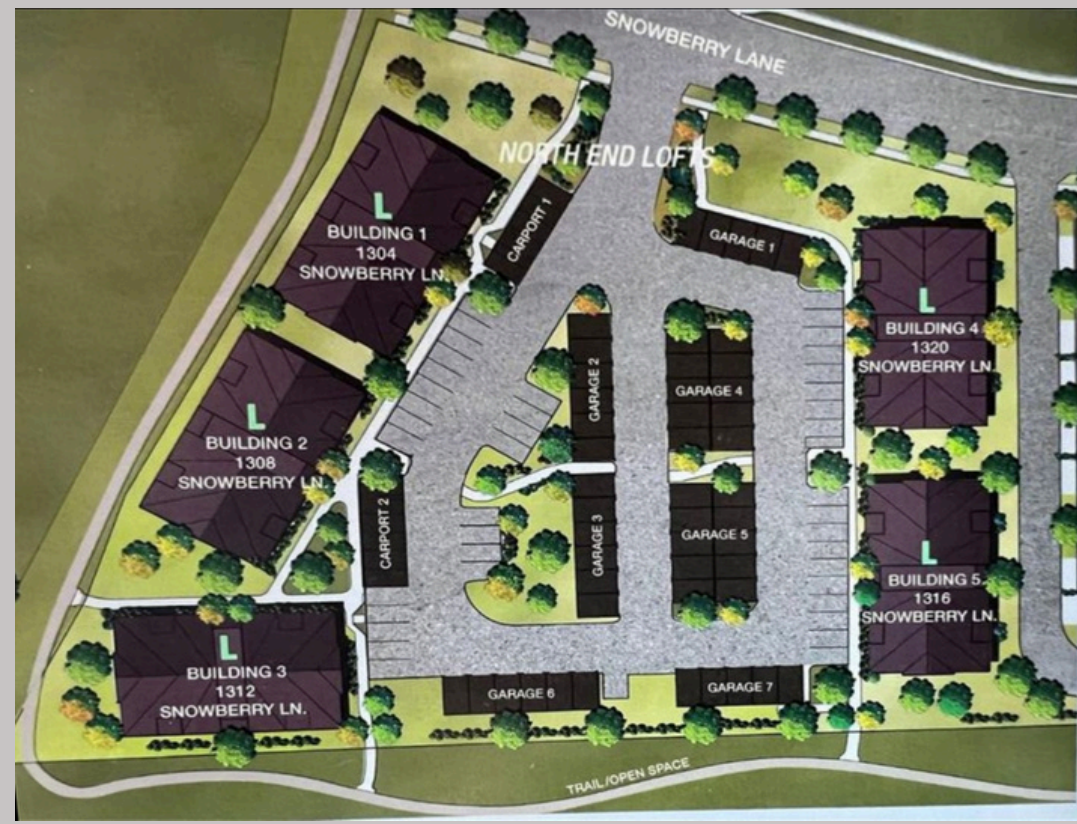 SNOWBERRY LANE
NORTH END LOFTS
L
BUILDING 1
1304
SNOWBERRY LN.
CARPORT 1
GARAGE 1
L
BUILDING 4
1320
SNOWBERRY LN.
GARAGE 2
GARAGE 4
L
BUILDING 2
1308
SNOWBERRY LN.
CARPORT 2
GARAGE 3
GARAGE 5
L
BUILDING 5
1316
SNOWBERRY LN.
L
BUILDING 3
1312
SNOWBERRY LN.
GARAGE 6
GARAGE 7
TRAIL/OPEN SPACE